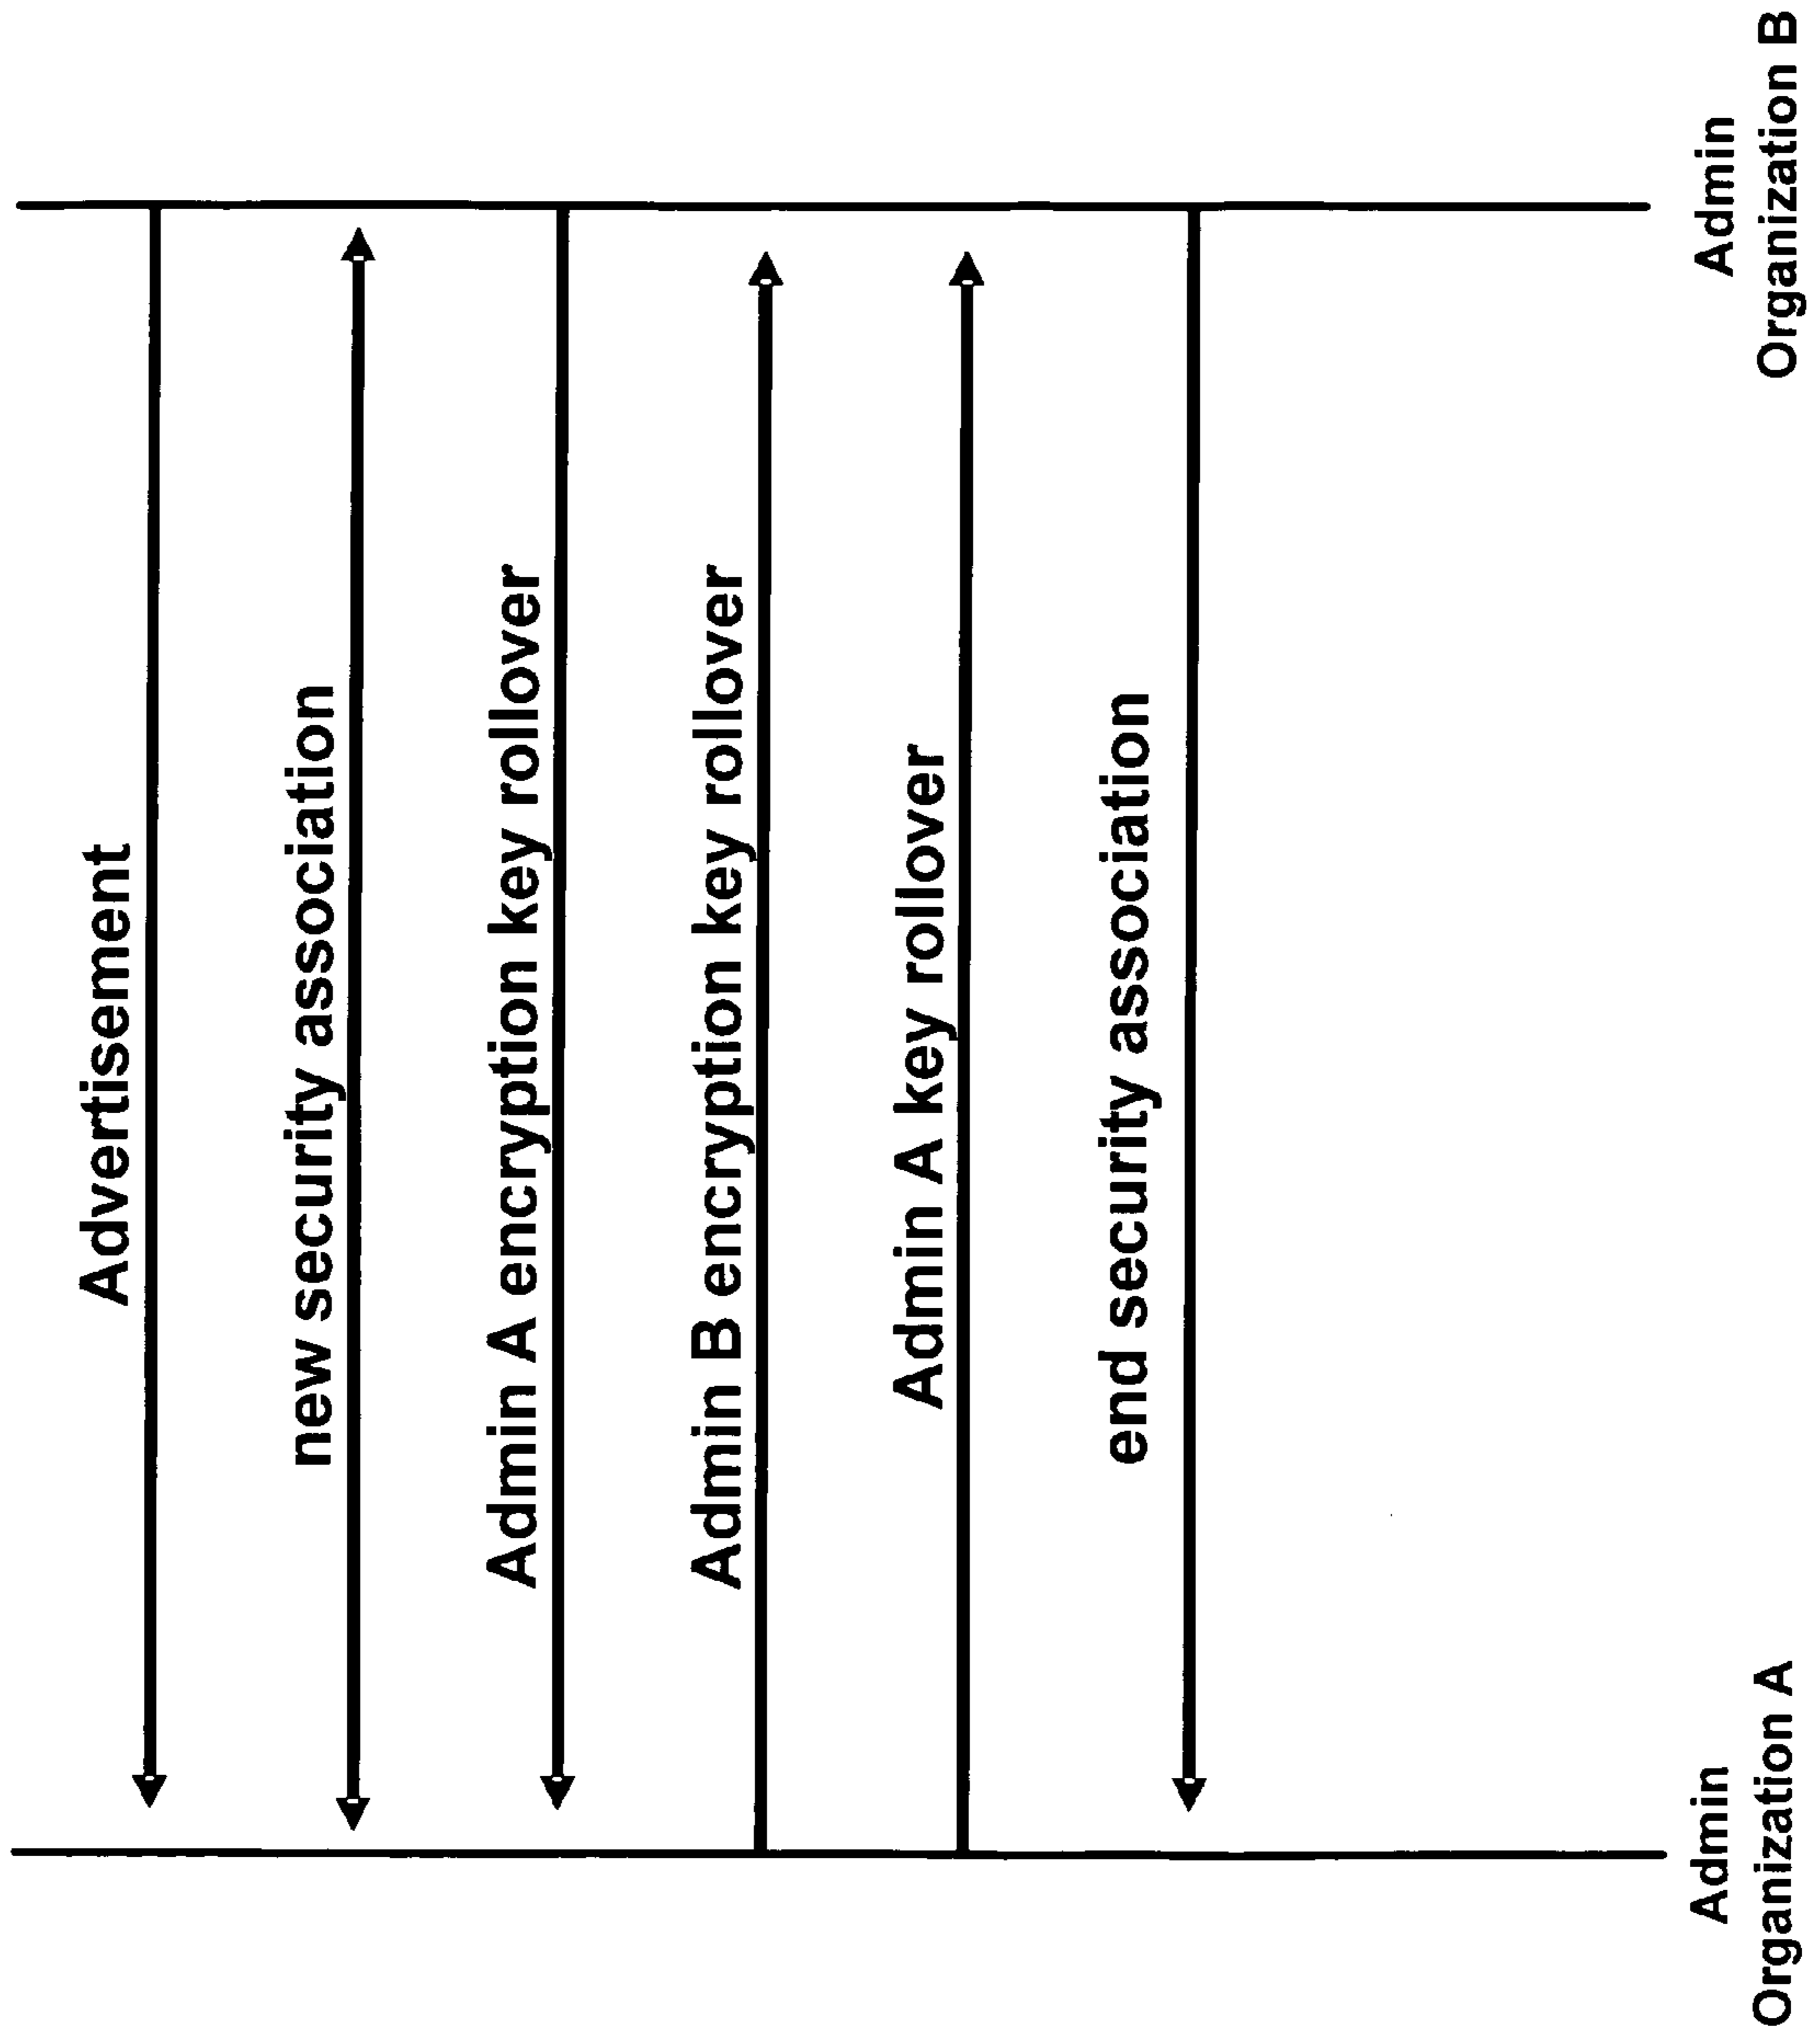 Advertisement
new security association
Admin A encryption key rollover
Admin B encryption key rollover
Admin A key rollover
end security association
Admin
Organization A
Admin
Organization B